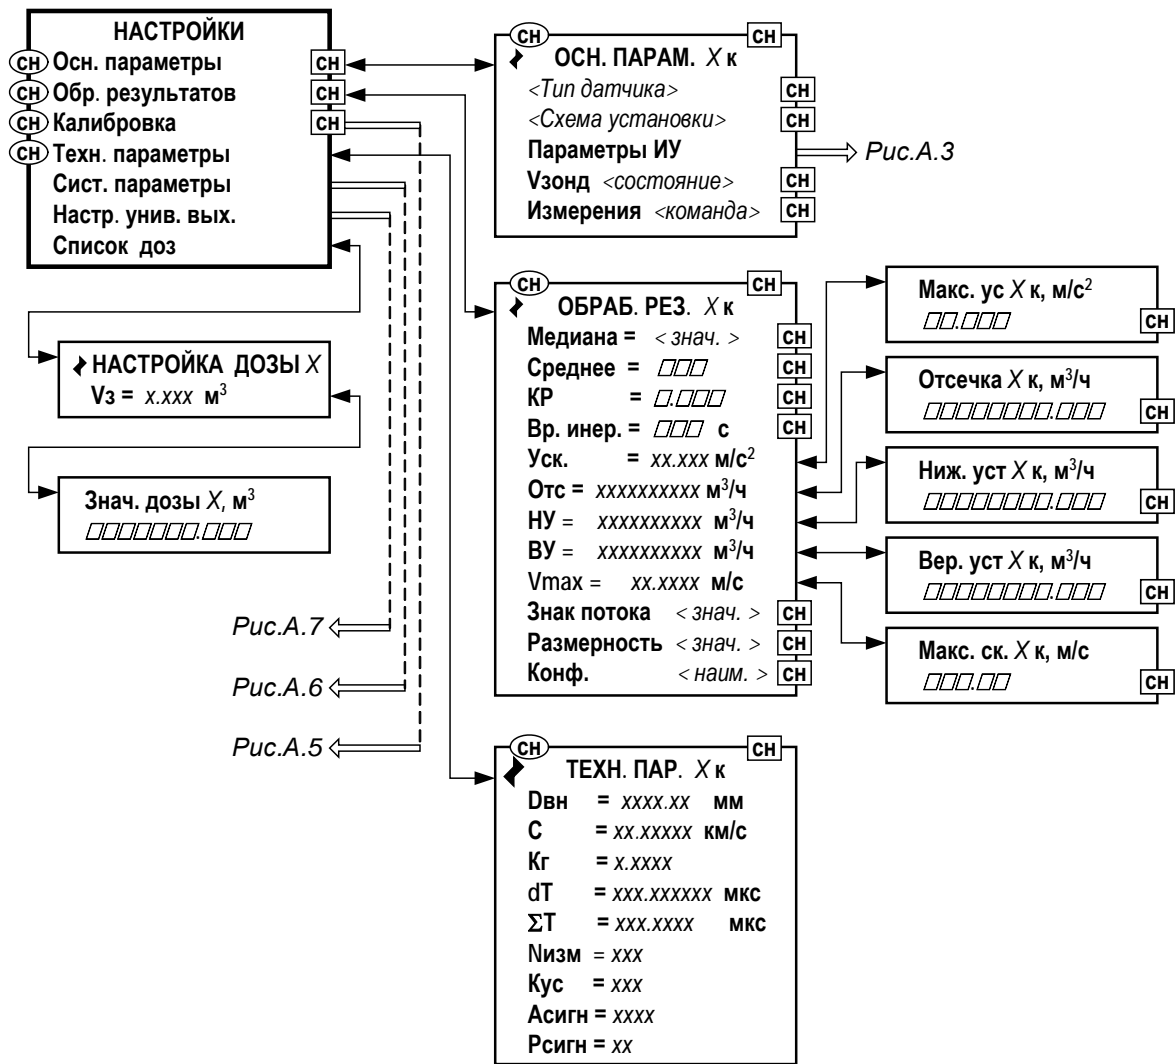 НАСТРОЙКИ
СН Осн. параметры СН
СН Обр. результатов СН
СН Калибровка СН
СН Техн. параметры
Сист. параметры
Настр. унив. вых.
Список доз
НАСТРОЙКА ДОЗЫ X
Vз = x.xxx м³
Знач. дозы X, м³
▯▯▯▯▯▯▯.▯▯▯
Рис.А.7
Рис.А.6
Рис.А.5
СН СН
ОСН. ПАРАМ. X к
<Тип датчика> СН
<Схема установки> СН
Параметры ИУ
Рис.А.3
Vзонд <состояние> СН
Измерения <команда> СН
СН СН
ОБРАБ. РЕЗ. X к
Медиана = < знач. > СН
Среднее = ▯▯▯ СН
КР = ▯.▯▯▯ СН
Вр. инер. = ▯▯▯ с СН
Уск. = xx.xxx м/с²
Отс = xxxxxxxxxx м³/ч
НУ = xxxxxxxxxx м³/ч
ВУ = xxxxxxxxxx м³/ч
Vmax = xx.xxxx м/с
Знак потока < знач. > СН
Размерность < знач. > СН
Конф. < наим. > СН
Макс. ус X к, м/с²
▯▯.▯▯▯ СН
Отсечка X к, м³/ч
▯▯▯▯▯▯▯▯.▯▯▯ СН
Ниж. уст X к, м³/ч
▯▯▯▯▯▯▯▯.▯▯▯ СН
Вер. уст X к, м³/ч
▯▯▯▯▯▯▯▯.▯▯▯ СН
Макс. ск. X к, м/с
▯▯▯.▯▯ СН
СН СН
ТЕХН. ПАР. X к
Dвн = xxxx.xx мм
С = xx.xxxxx км/с
Кг = x.xxxx
dT = xxx.xxxxxx мкс
ΣT = xxx.xxxx мкс
Nизм = xxx
Кус = xxx
Асигн = xxxx
Рсигн = xx